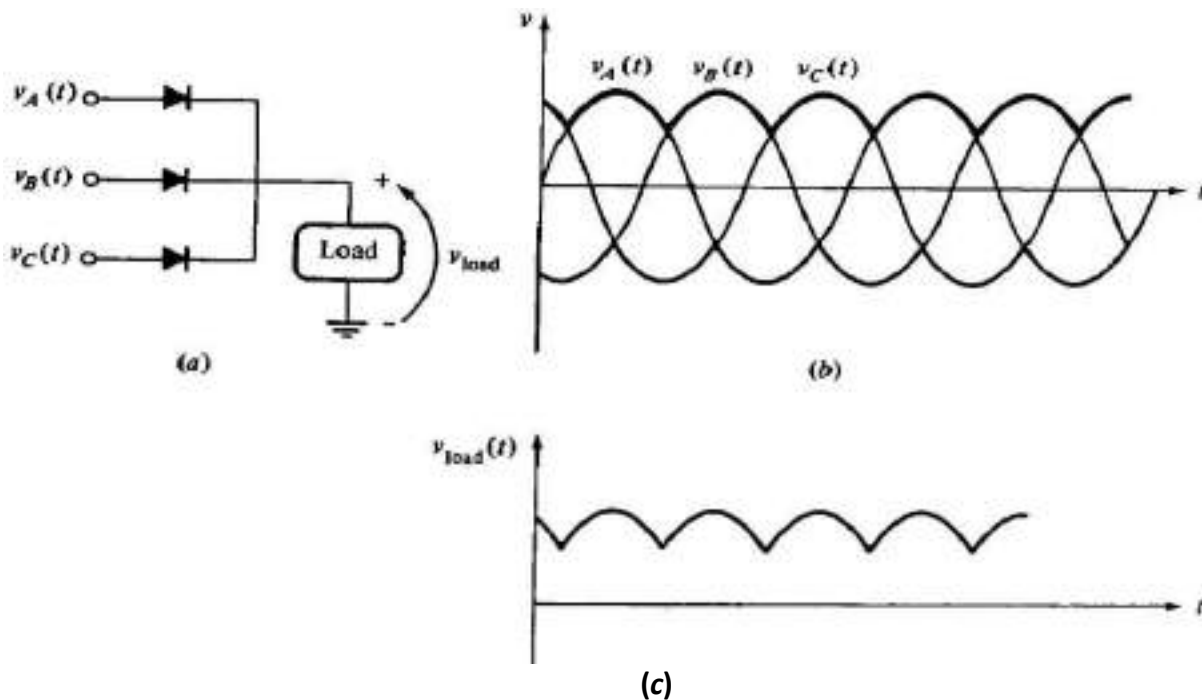 v_A(t)
v_B(t)
v_C(t)
+
Load
v_load
-
(a)
v
v_A(t) v_B(t) v_C(t)
t
(b)
v_load(t)
t
(c)